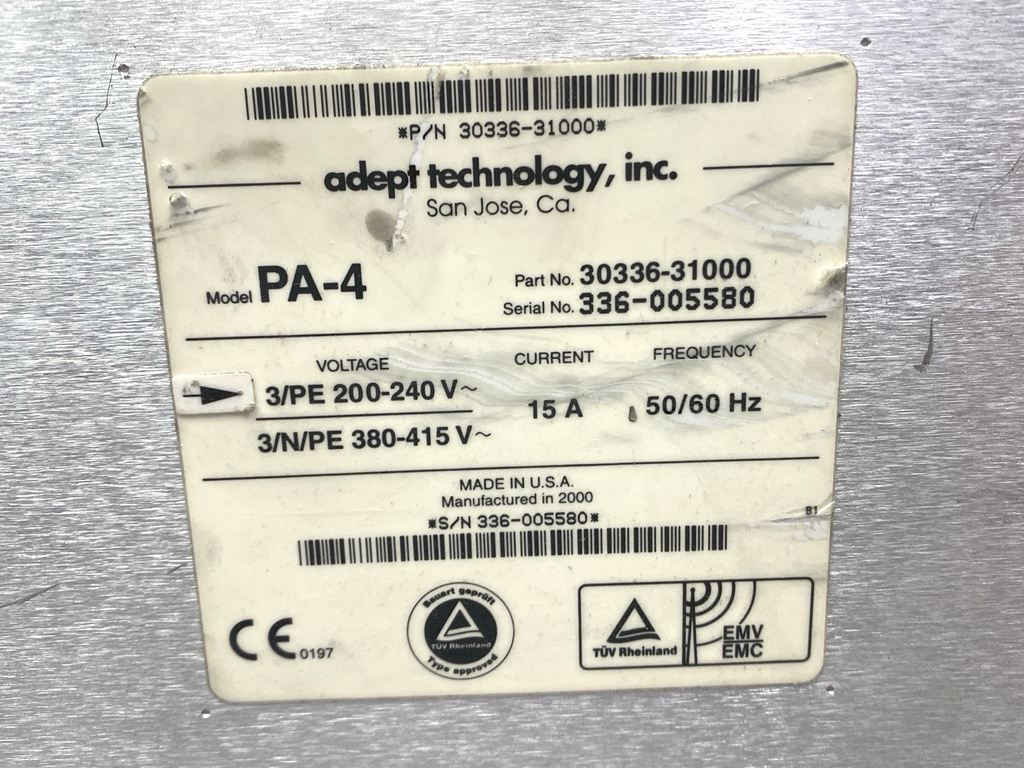 *P/N 30336-31000*
adept technology, inc.
San Jose, Ca.
Model PA-4
Part No. 30336-31000
Serial No. 336-005580
VOLTAGE CURRENT FREQUENCY
3/PE 200-240 V~
15 A 50/60 Hz
3/N/PE 380-415 V~
MADE IN U.S.A.
Manufactured in 2000
*S/N 336-005580*
B1
CE 0197
Bauart geprüft
TÜV Rheinland
Type approved
TÜV Rheinland
EMV
EMC